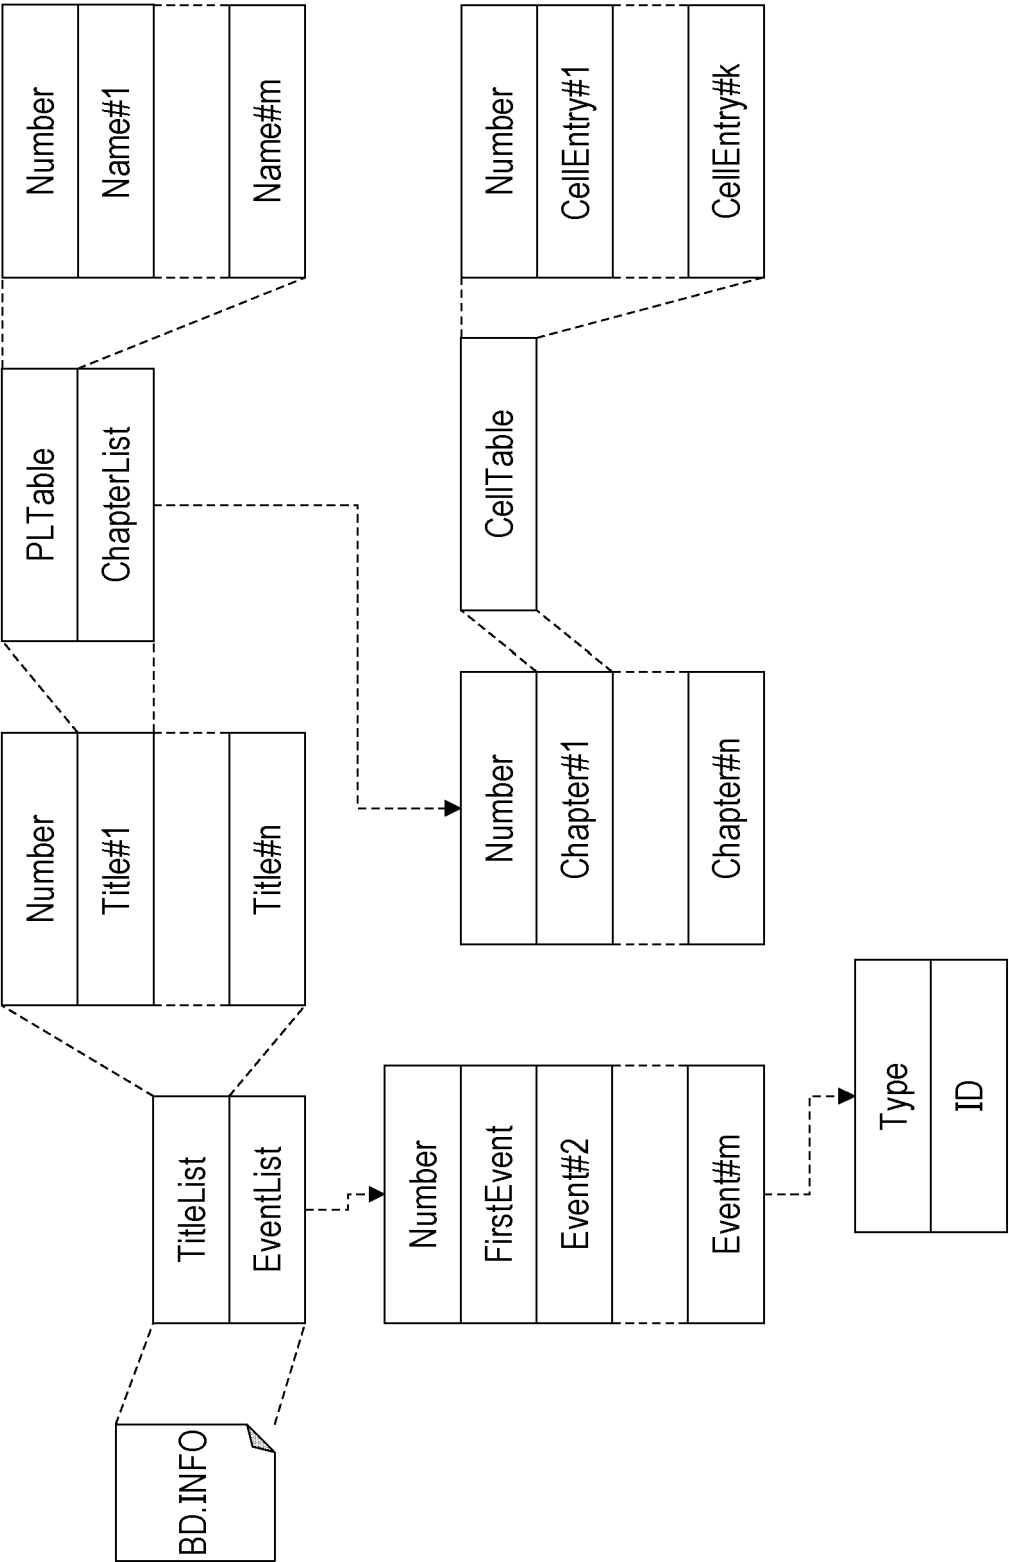 BD.INFO
TitleList
EventList
Number
Title#1
Title#n
PLTable
ChapterList
Number
Name#1
Name#m
Number
FirstEvent
Event#2
Event#m
Type
ID
Number
Chapter#1
Chapter#n
CellTable
Number
CellEntry#1
CellEntry#k